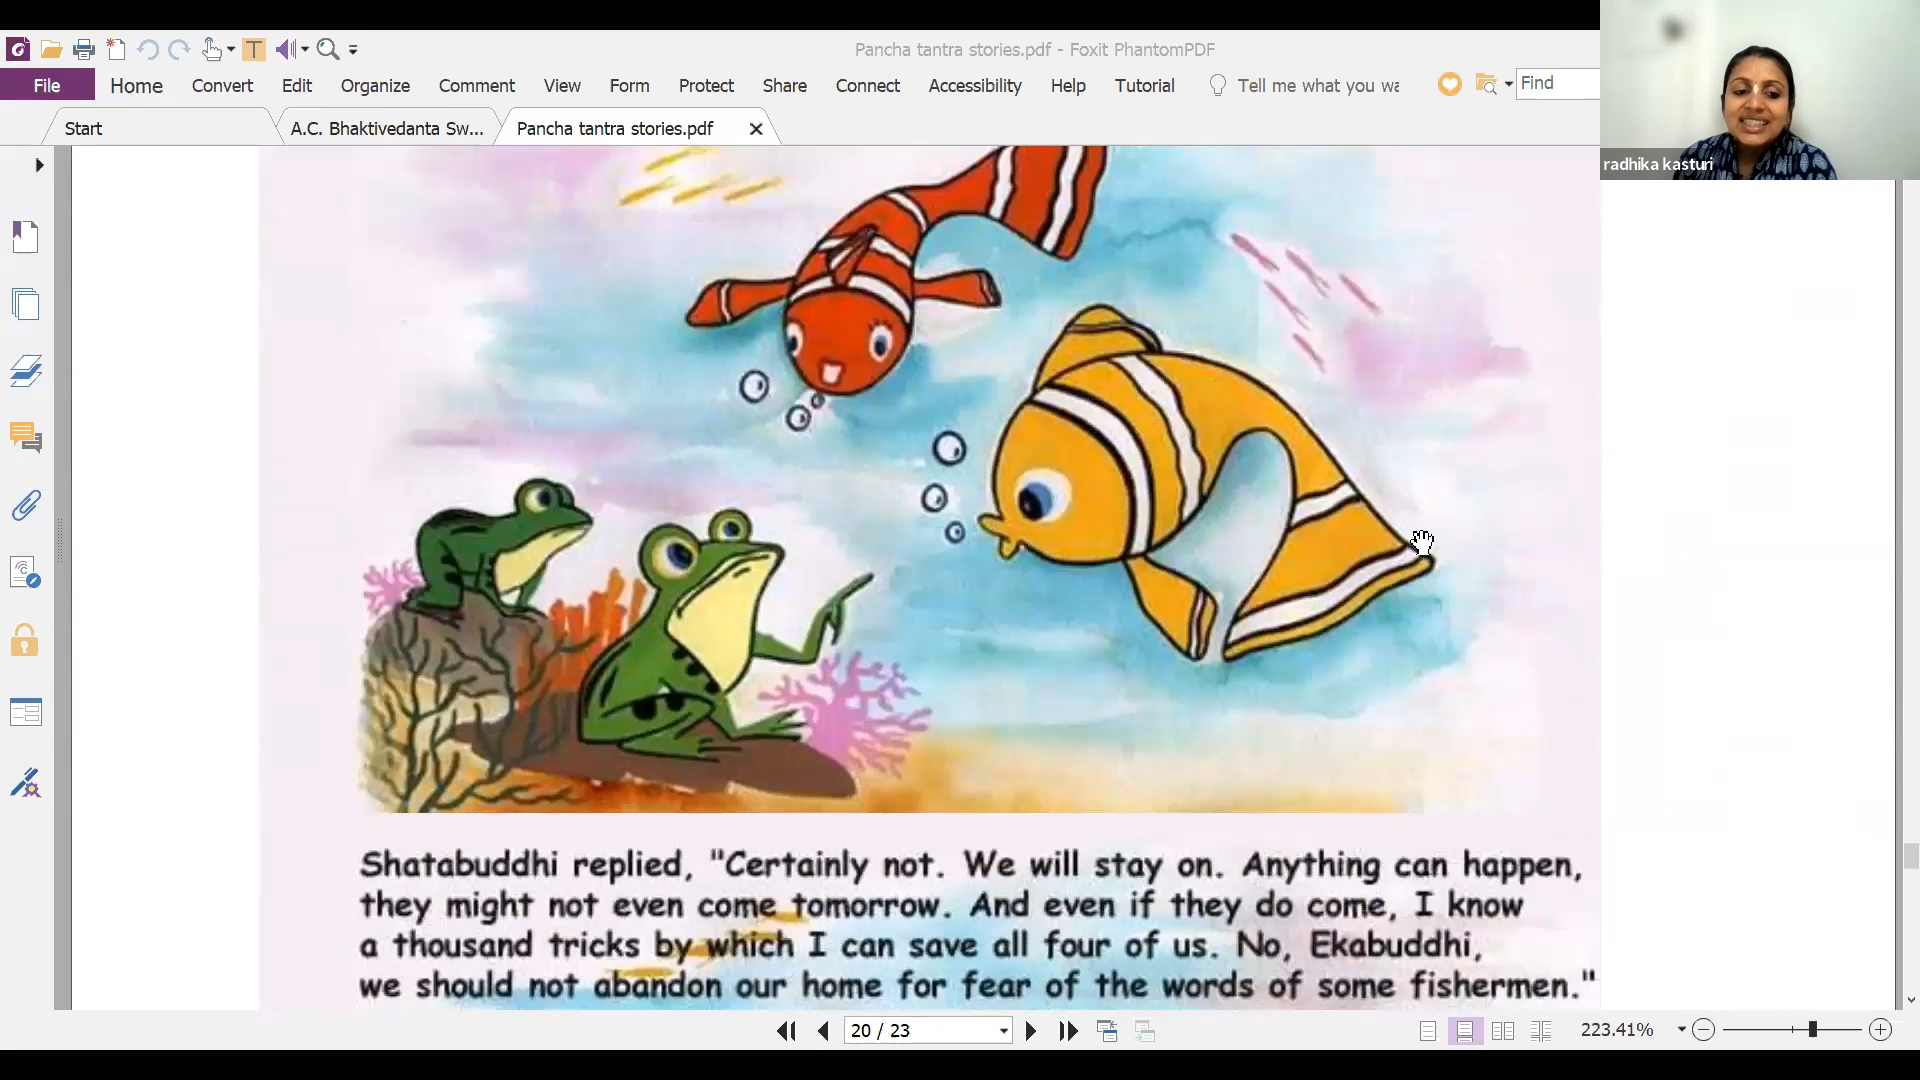 Pancha tantra stories.pdf - Foxit PhantomPDF
File Home Convert Edit Organize Comment View Form Protect Share Connect Accessibility Help Tutorial Tell me what you wa Find
Start A.C. Bhaktivedanta Sw... Pancha tantra stories.pdf
radhika kasturi
Shatabuddhi replied, "Certainly not. We will stay on. Anything can happen,
they might not even come tomorrow. And even if they do come, I know
a thousand tricks by which I can save all four of us. No, Ekabuddhi,
we should not abandon our home for fear of the words of some fishermen."
20 / 23 223.41%